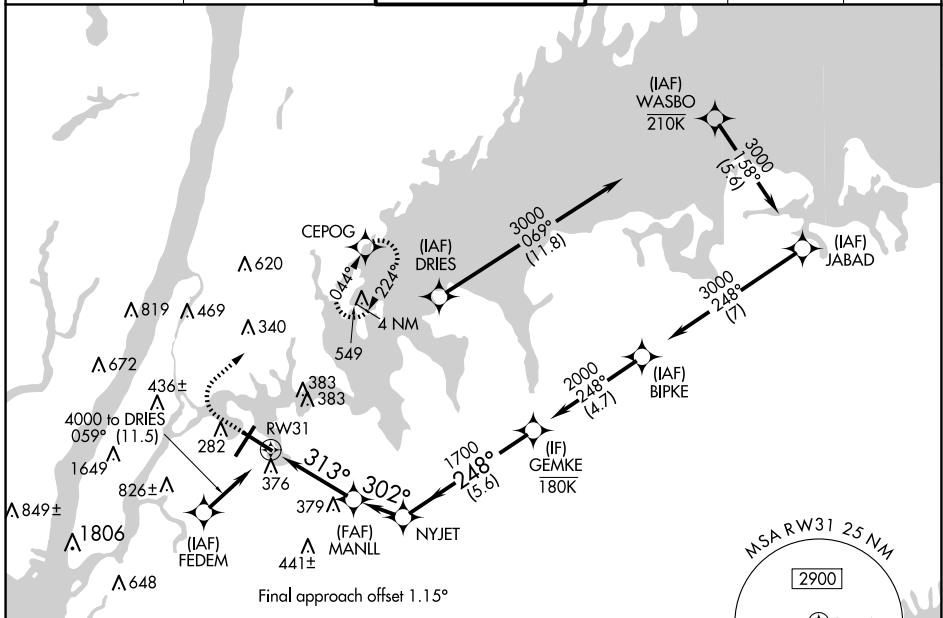 (IAF)
WASBO
210K
3000
158°
(5.6)
CEPOG
(IAF)
DRIES
3000
069°
(11.8)
(IAF)
JABAD
620
044°
224°
3000
248°
(7)
819
469
4 NM
340
549
672
2000
248°
(4.7)
(IAF)
BIPKE
436±
383
383
4000 to DRIES
059° (11.5)
282
RW31
1700
248°
(5.6)
(IF)
GEMKE
180K
1649
313°
302°
376
826±
379
849±
(IAF)
FEDEM
(FAF)
MANLL
NYJET
1806
441±
648
Final approach offset 1.15°
MSA RW31 25 NM
2900